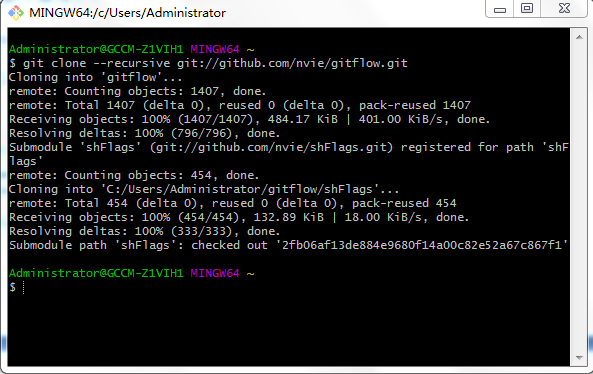 MINGW64:/c/Users/Administrator
Administrator@GCCM-Z1VIH1 MINGW64 ~
$ git clone --recursive git://github.com/nvie/gitflow.git
Cloning into 'gitflow'...
remote: Counting objects: 1407, done.
remote: Total 1407 (delta 0), reused 0 (delta 0), pack-reused 1407
Receiving objects: 100% (1407/1407), 484.17 KiB | 401.00 KiB/s, done.
Resolving deltas: 100% (796/796), done.
Submodule 'shFlags' (git://github.com/nvie/shFlags.git) registered for path 'shF
lags'
remote: Counting objects: 454, done.
Cloning into 'C:/Users/Administrator/gitflow/shFlags'...
remote: Total 454 (delta 0), reused 0 (delta 0), pack-reused 454
Receiving objects: 100% (454/454), 132.89 KiB | 18.00 KiB/s, done.
Resolving deltas: 100% (333/333), done.
Submodule path 'shFlags': checked out '2fb06af13de884e9680f14a00c82e52a67c867f1'
Administrator@GCCM-Z1VIH1 MINGW64 ~
$